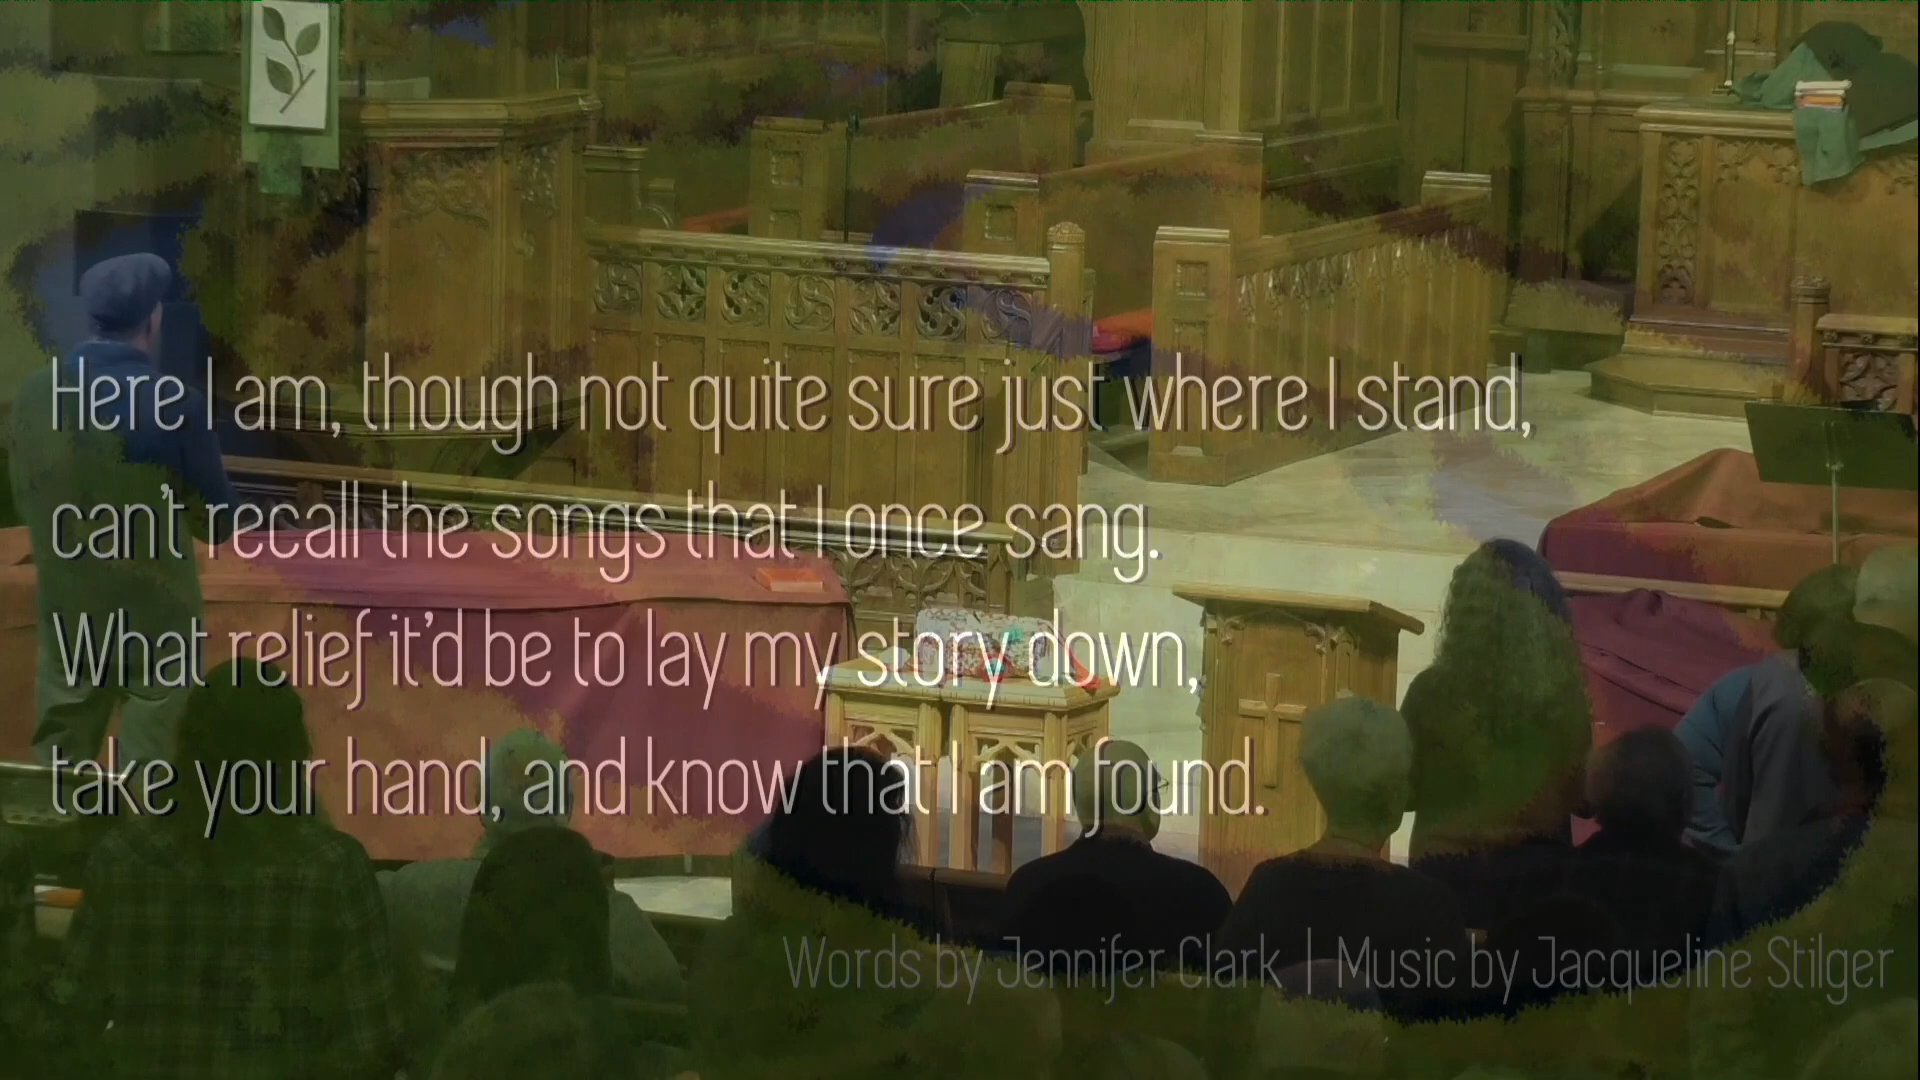 Here I am, though not quite sure just where I stand,
can't recall the songs that I once sang.
What relief it'd be to lay my story down,
take your hand, and know that I am found.
Words by Jennifer Clark | Music by Jacqueline Stilger